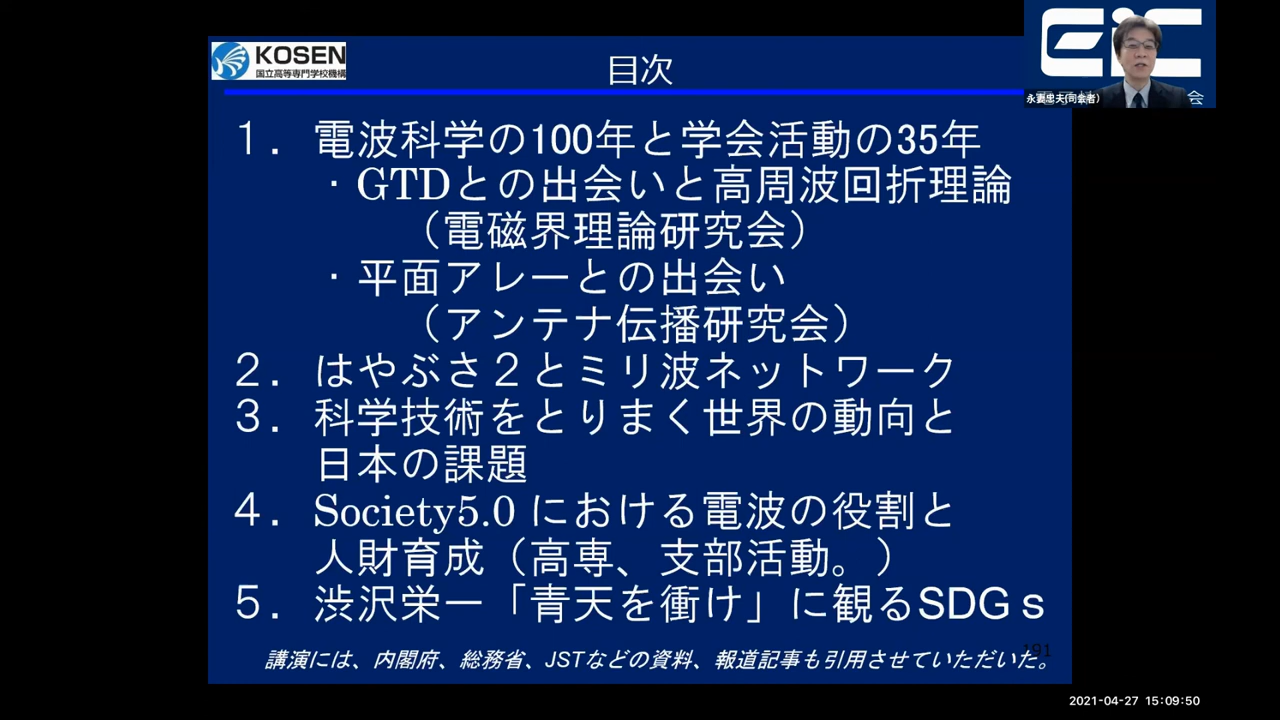 KOSEN
国立高等専門学校機構
目次
EiC
永妻忠夫(司会者)
会
１．電波科学の100年と学会活動の35年
・GTDとの出会いと高周波回折理論
（電磁界理論研究会）
・平面アレーとの出会い
（アンテナ伝播研究会）
２．はやぶさ２とミリ波ネットワーク
３．科学技術をとりまく世界の動向と
日本の課題
４．Society5.0 における電波の役割と
人財育成（高専、支部活動。）
５．渋沢栄一「青天を衝け」に観るSDGｓ
講演には、内閣府、総務省、JSTなどの資料、報道記事も引用させていただいた。
2021-04-27 15:09:50